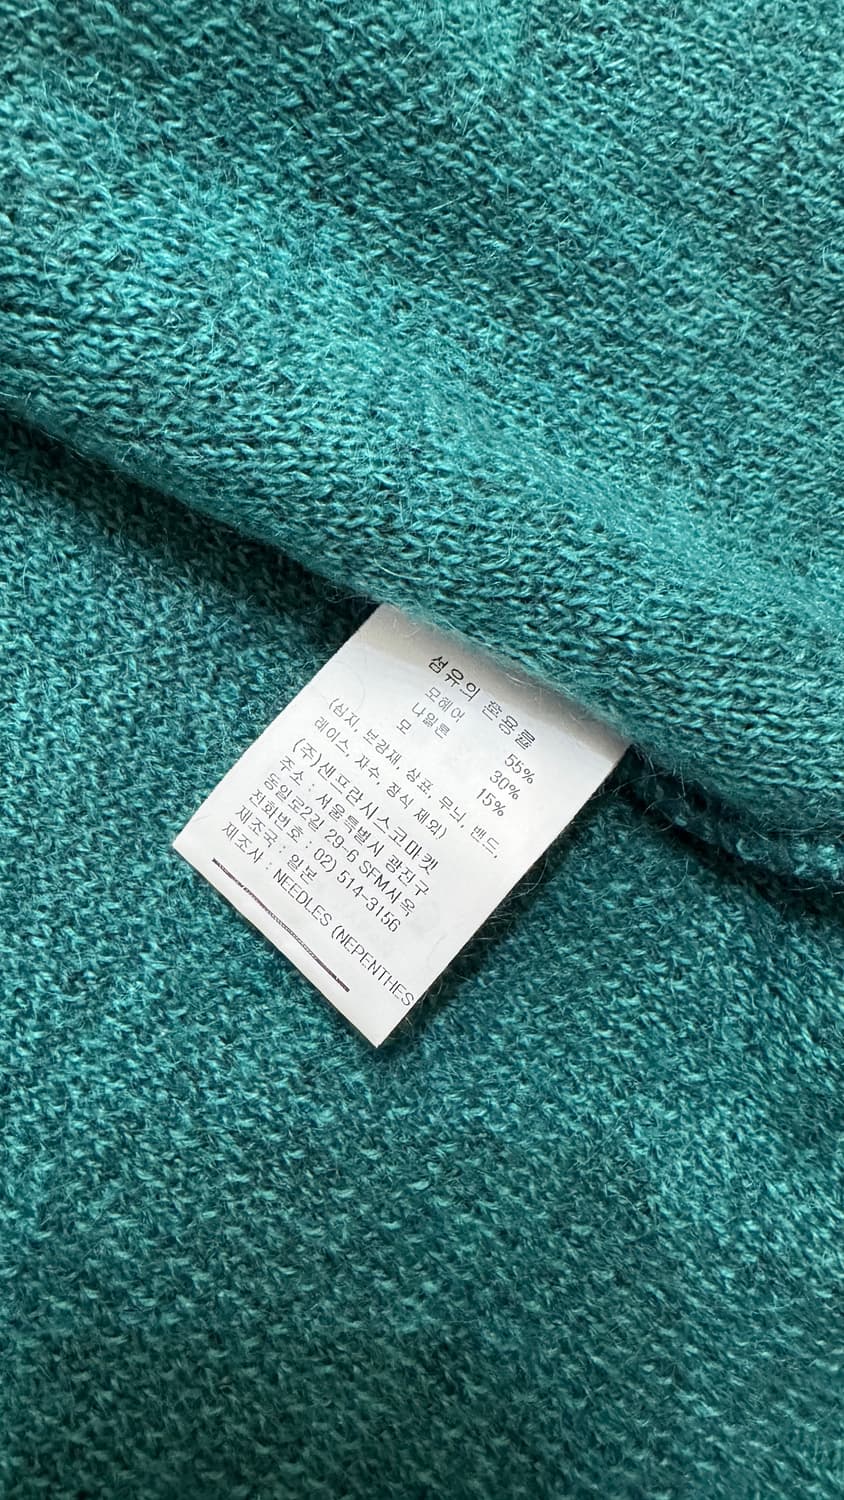 섬유의 혼용률
모헤어 55%
나일론 30%
모 15%
(심지, 보강재, 상표, 무늬, 밴드,
레이스, 자수, 장식 제외)
(주)샌프란시스코마켓
주소 : 서울특별시 광진구
동일로2길 29-6 SFM사옥
전화번호 : 02) 514-3156
제조국 : 일본
제조사 : NEEDLES (NEPENTHES